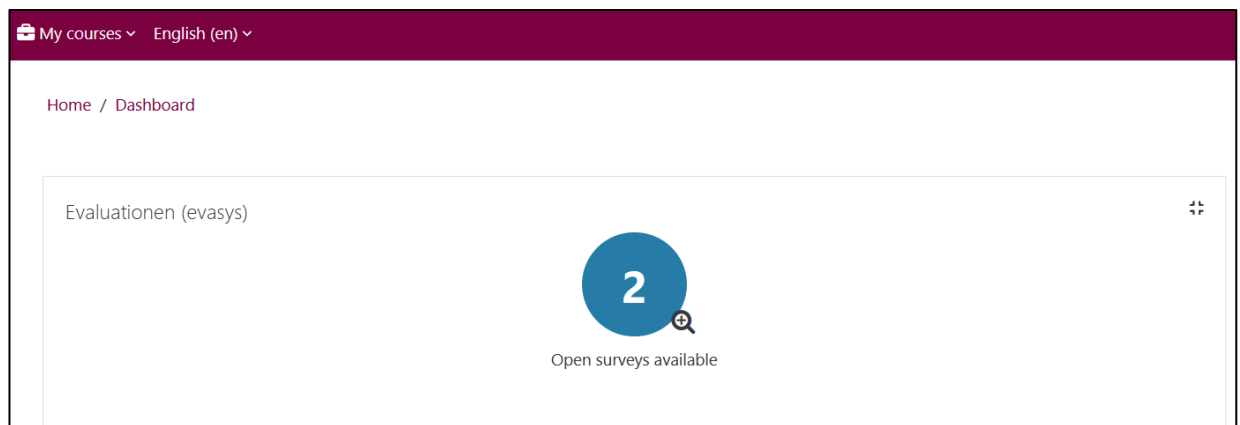 My courses English (en)
Home / Dashboard
Evaluationen (evasys)
2
Open surveys available